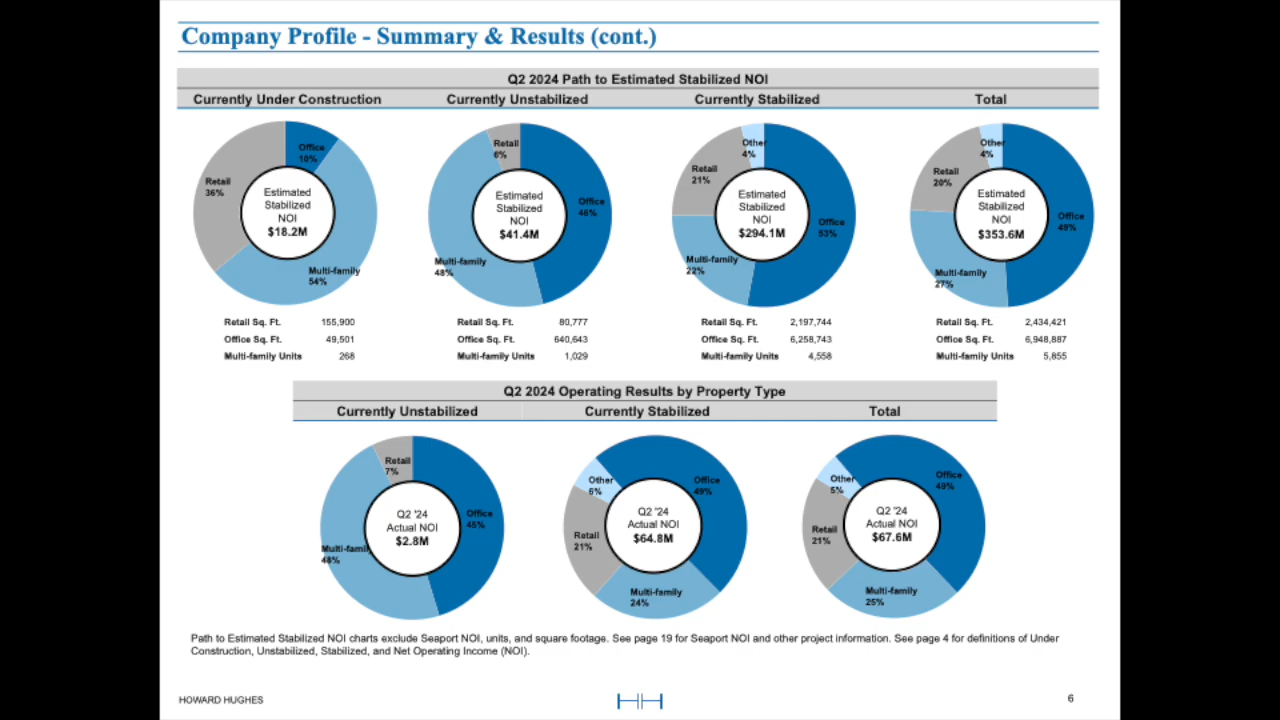 Company Profile - Summary & Results (cont.)
Q2 2024 Path to Estimated Stabilized NOI
Currently Under Construction
Currently Unstabilized
Currently Stabilized
Total
Office
10%
Retail
36%
Estimated
Stabilized
NOI
$18.2M
Multi-family
54%
Retail
6%
Office
46%
Estimated
Stabilized
NOI
$41.4M
Multi-family
48%
Other
4%
Retail
21%
Estimated
Stabilized
NOI
$294.1M
Office
53%
Multi-family
22%
Other
4%
Retail
20%
Estimated
Stabilized
NOI
$353.6M
Office
49%
Multi-family
27%
Retail Sq. Ft. 155,900
Office Sq. Ft. 49,501
Multi-family Units 268
Retail Sq. Ft. 80,777
Office Sq. Ft. 640,643
Multi-family Units 1,029
Retail Sq. Ft. 2,197,744
Office Sq. Ft. 6,258,743
Multi-family Units 4,558
Retail Sq. Ft. 2,434,421
Office Sq. Ft. 6,948,887
Multi-family Units 5,855
Q2 2024 Operating Results by Property Type
Currently Unstabilized
Currently Stabilized
Total
Retail
7%
Q2 '24
Actual NOI
$2.8M
Office
45%
Multi-family
48%
Other
6%
Office
49%
Q2 '24
Actual NOI
$64.8M
Retail
21%
Multi-family
24%
Other
5%
Office
49%
Q2 '24
Actual NOI
$67.6M
Retail
21%
Multi-family
25%
Path to Estimated Stabilized NOI charts exclude Seaport NOI, units, and square footage. See page 19 for Seaport NOI and other project information. See page 4 for definitions of Under
Construction, Unstabilized, Stabilized, and Net Operating Income (NOI).
HOWARD HUGHES
6